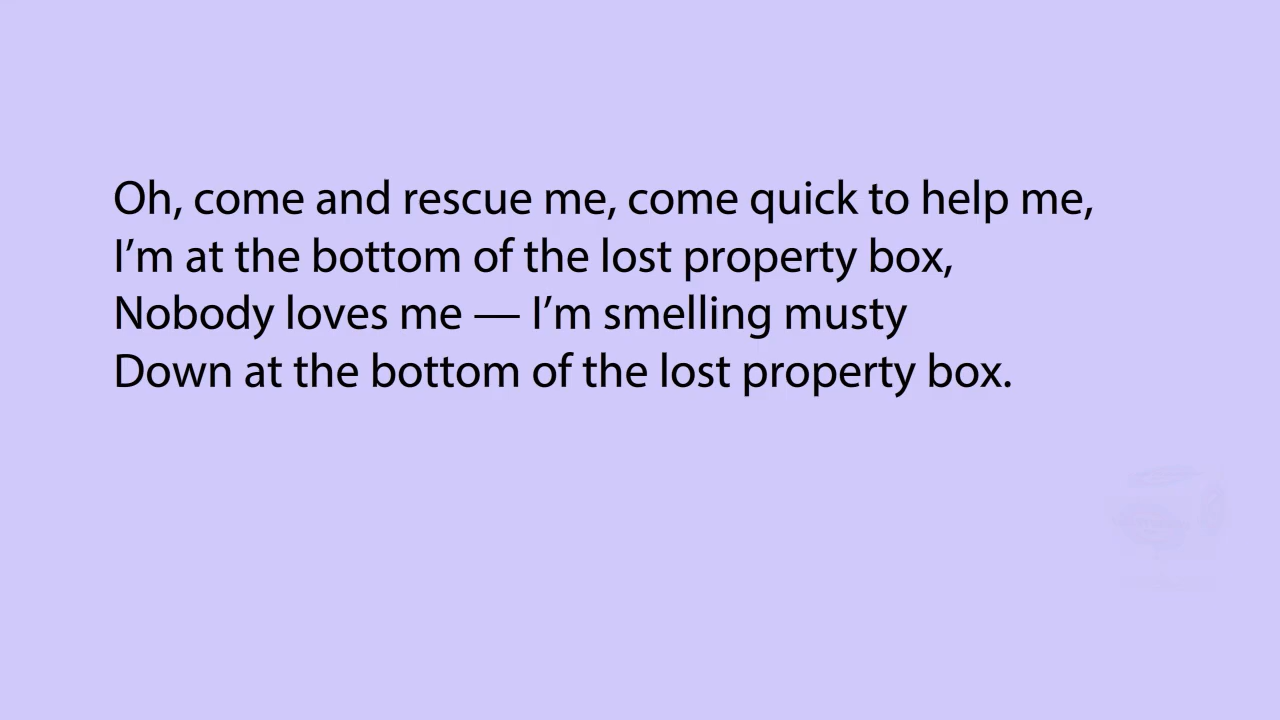 Oh, come and rescue me, come quick to help me,
I’m at the bottom of the lost property box,
Nobody loves me — I’m smelling musty
Down at the bottom of the lost property box.